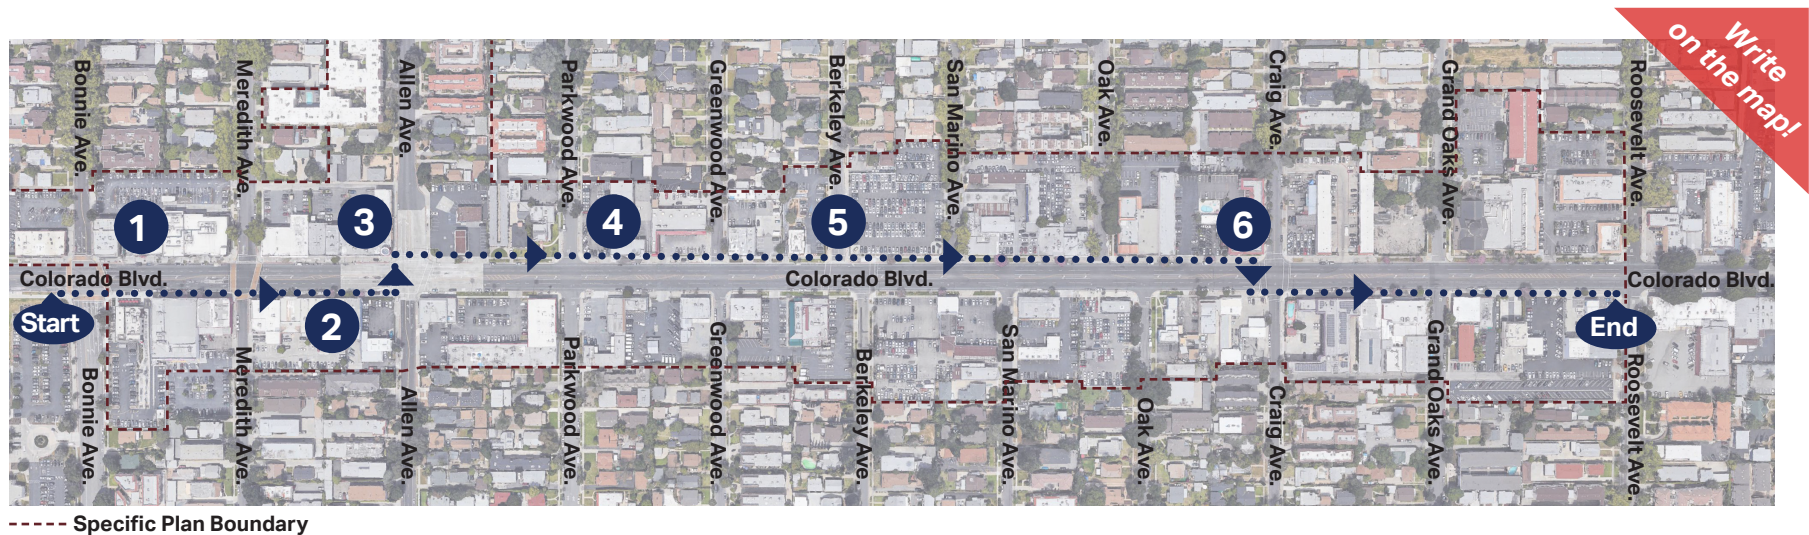 Write
on the map!
Bonnie Ave.
Meredith Ave.
Allen Ave.
Parkwood Ave.
Greenwood Ave.
Berkeley Ave.
San Marino Ave.
Oak Ave.
Craig Ave.
Grand Oaks Ave.
Roosevelt Ave.
1
3
4
5
6
Colorado Blvd.
Colorado Blvd.
Colorado Blvd.
Start
2
End
Bonnie Ave.
Meredith Ave.
Allen Ave.
Parkwood Ave.
Greenwood Ave.
Berkeley Ave.
San Marino Ave.
Oak Ave.
Craig Ave.
Grand Oaks Ave.
Roosevelt Ave.
Specific Plan Boundary